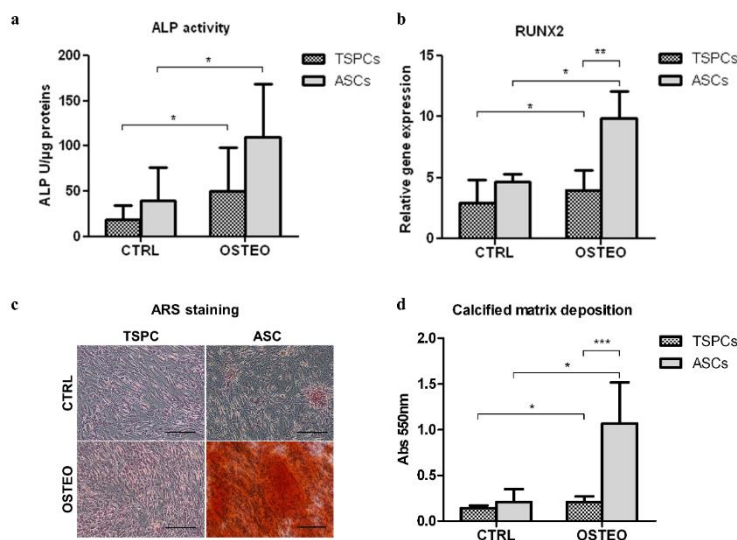 a
ALP activity
200
150
100
50
0
ALP U/µg proteins
*
*
CTRL
OSTEO
TSPCs
ASCs
b
RUNX2
15
10
5
0
Relative gene expression
**
*
*
CTRL
OSTEO
TSPCs
ASCs
c
ARS staining
TSPC
ASC
CTRL
OSTEO
d
Calcified matrix deposition
2.0
1.5
1.0
0.5
0.0
Abs 550nm
***
*
*
CTRL
OSTEO
TSPCs
ASCs